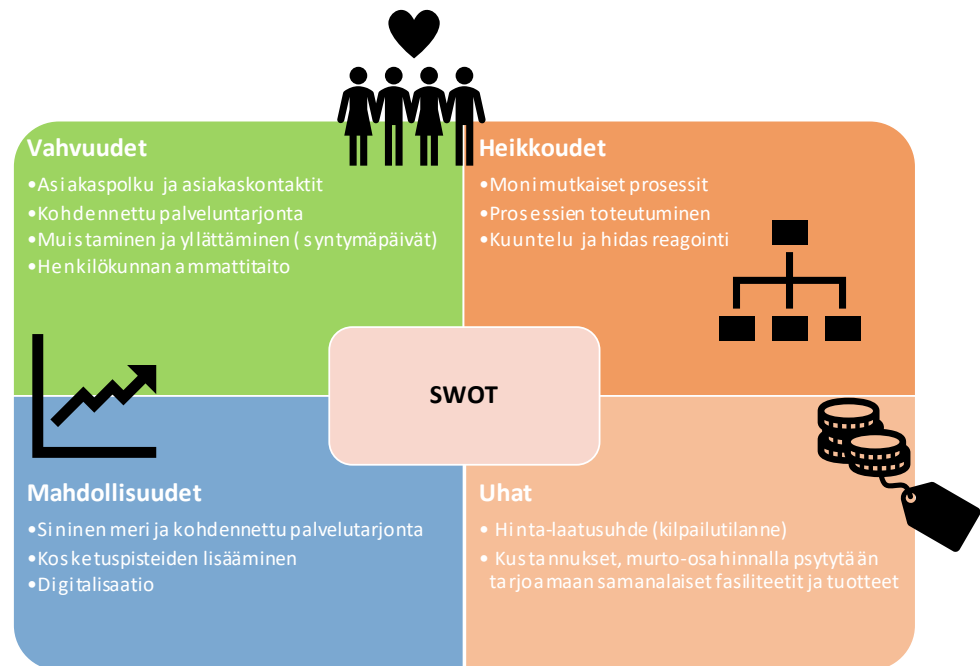 Vahvuudet
•Asiakaspolku ja asiakaskontaktit
•Kohdennettu palveluntarjonta
•Muistaminen ja yllättäminen ( syntymäpäivät)
•Henkilökunnan ammattitaito
Heikkoudet
•Monimutkaiset prosessit
•Prosessien toteutuminen
•Kuuntelu ja hidas reagointi
SWOT
Mahdollisuudet
•Sininen meri ja kohdennettu palvelutarjonta
•Kosketuspisteiden lisääminen
•Digitalisaatio
Uhat
• Hinta-laatusuhde (kilpailutilanne)
• Kustannukset, murto-osa hinnalla psytytään
tarjoamaan samanalaiset fasiliteetit ja tuotteet